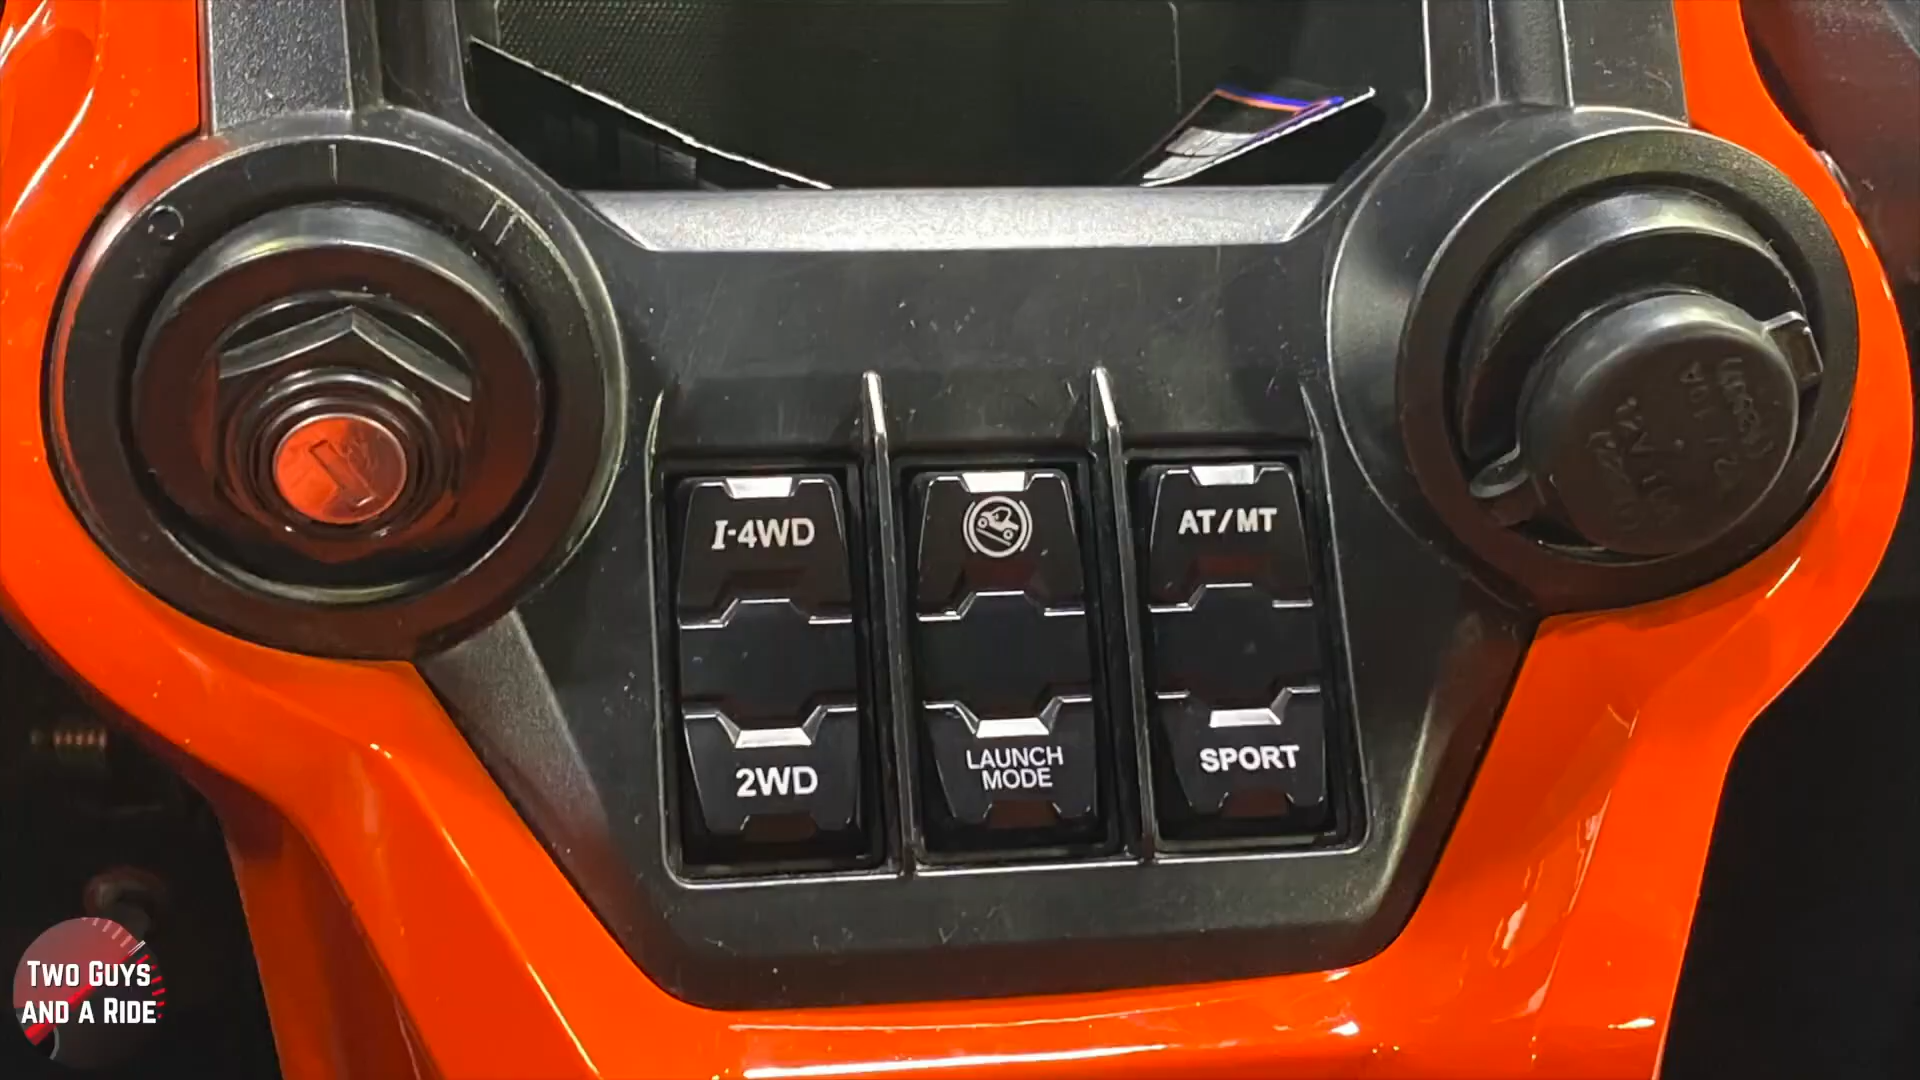 I-4WD
AT/MT
2WD
LAUNCH
MODE
SPORT
TWO GUYS
AND A RIDE